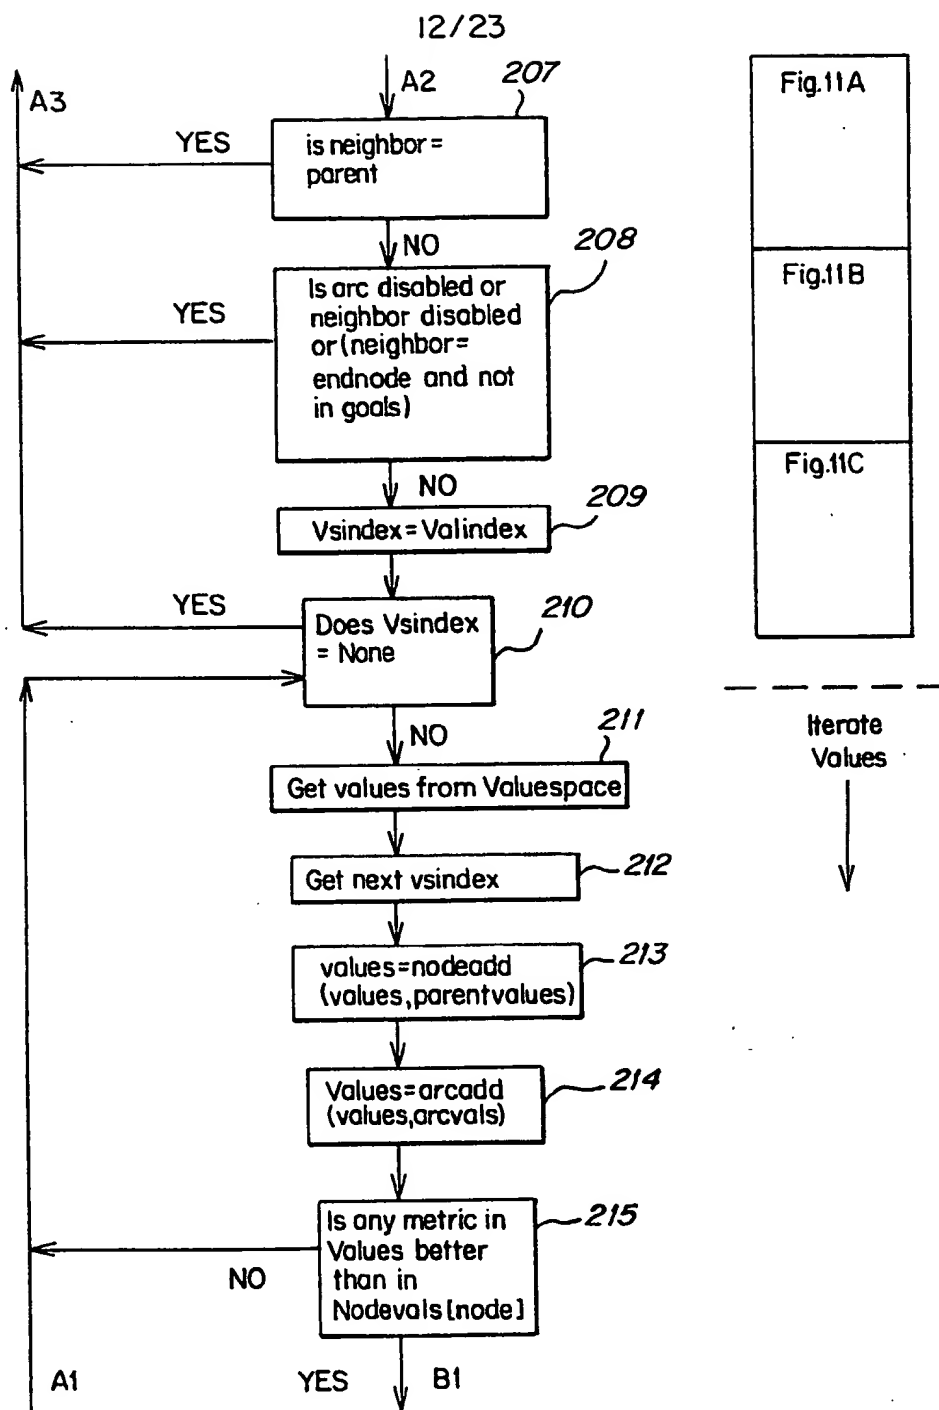 12/23
A2
207
A3
YES
is neighbor=
parent
NO
208
YES
Is arc disabled or
neighbor disabled
or (neighbor=
endnode and not
in goals)
NO
209
Vsindex=Valindex
YES
210
Does Vsindex
= None
NO
211
Get values from Valuespace
212
Get next vsindex
213
values=nodeadd
(values,parentvalues)
214
Values=arcadd
(values,arcvals)
215
Is any metric in
Values better
than in
Nodevals[node]
NO
A1
YES
B1
Fig.11A
Fig.11B
Fig.11C
Iterate
Values